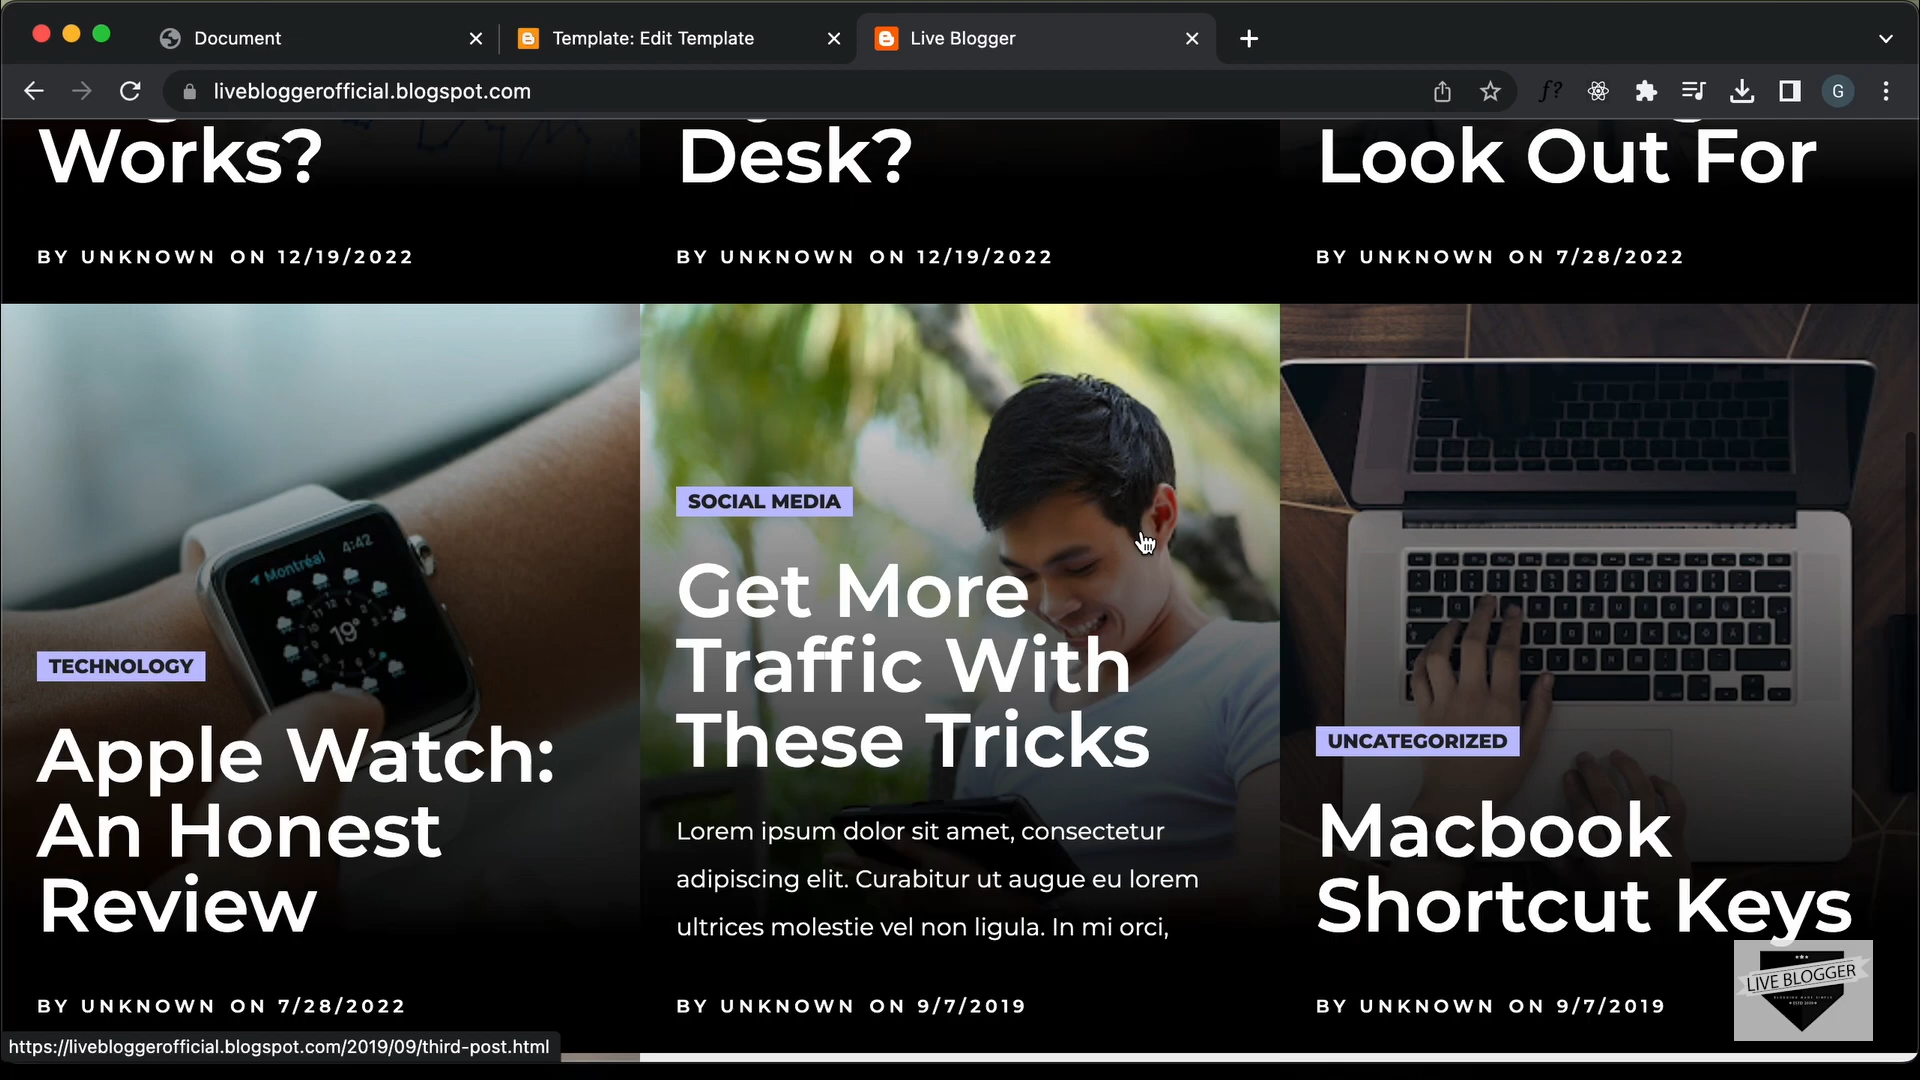 Document
Template: Edit Template
Live Blogger
livebloggerofficial.blogspot.com
f?
G
Works?
Desk?
Look Out For
BY UNKNOWN ON 12/19/2022
BY UNKNOWN ON 12/19/2022
BY UNKNOWN ON 7/28/2022
Montréal 4:42
19°
TECHNOLOGY
Apple Watch:
An Honest
Review
BY UNKNOWN ON 7/28/2022
SOCIAL MEDIA
Get More
Traffic With
These Tricks
Lorem ipsum dolor sit amet, consectetur
adipiscing elit. Curabitur ut augue eu lorem
ultrices molestie vel non ligula. In mi orci,
BY UNKNOWN ON 9/7/2019
UNCATEGORIZED
Macbook
Shortcut Keys
BY UNKNOWN ON 9/7/2019
LIVE BLOGGER
https://livebloggerofficial.blogspot.com/2019/09/third-post.html